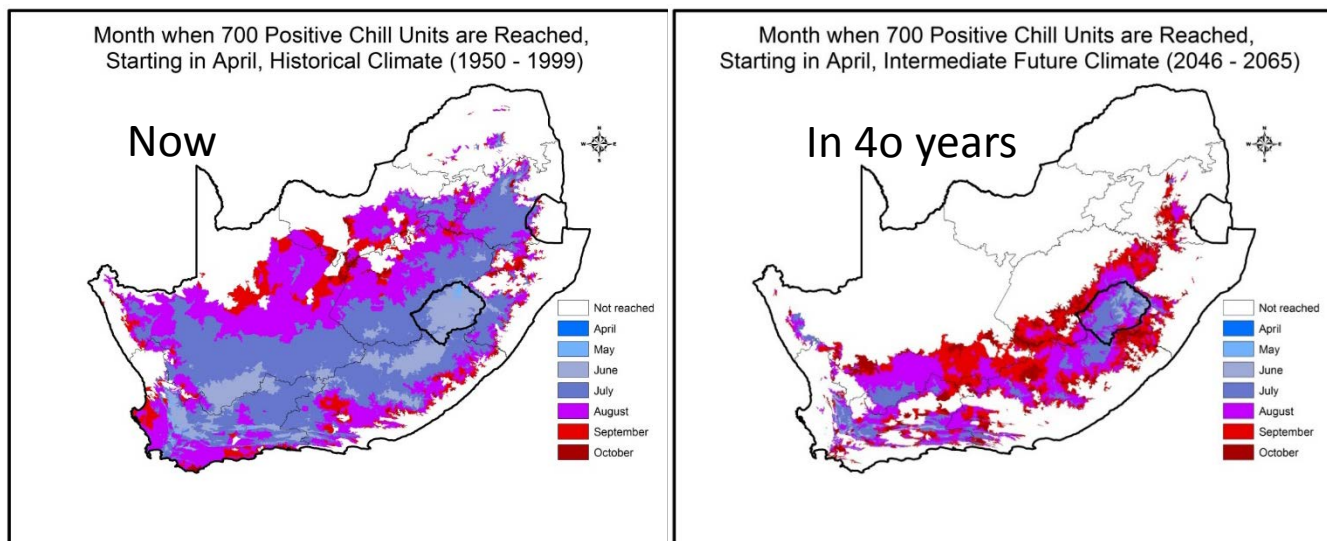 Month when 700 Positive Chill Units are Reached,
Starting in April, Historical Climate (1950 - 1999)
Now
N
W E
S
Not reached
April
May
June
July
August
September
October
Month when 700 Positive Chill Units are Reached,
Starting in April, Intermediate Future Climate (2046 - 2065)
In 4o years
N
W E
S
Not reached
April
May
June
July
August
September
October